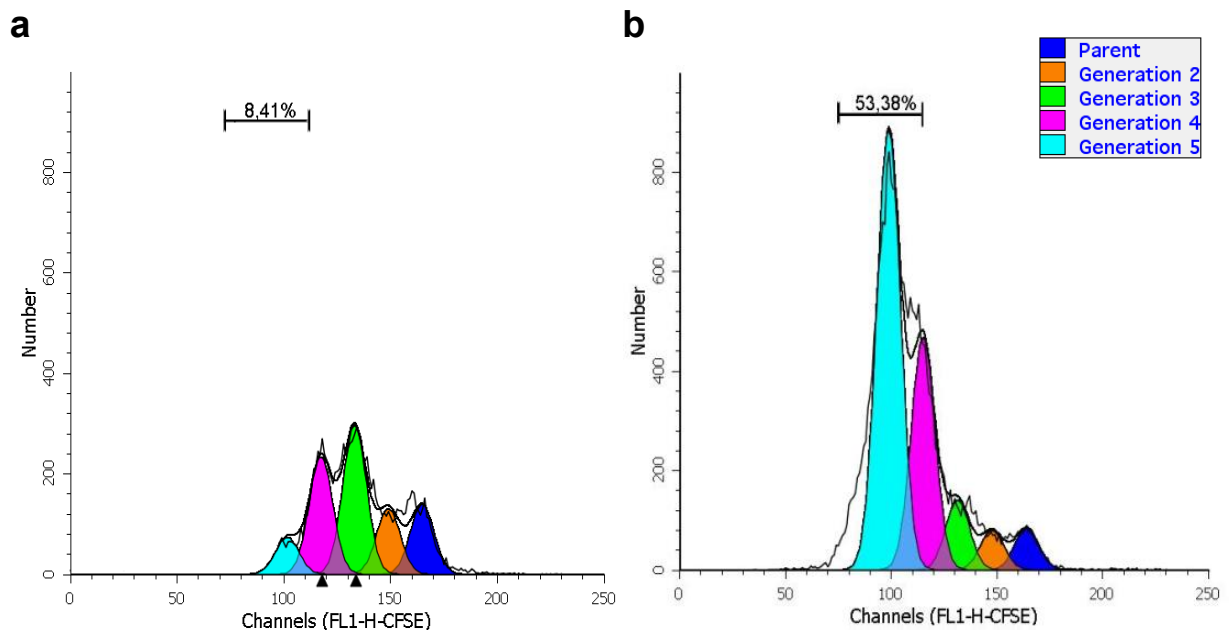 a
8,41%
Number
0
200
400
600
800
0
50
100
150
200
250
Channels (FL1-H-CFSE)
b
53,38%
Parent
Generation 2
Generation 3
Generation 4
Generation 5
Number
0
200
400
600
800
0
50
100
150
200
250
Channels (FL1-H-CFSE)